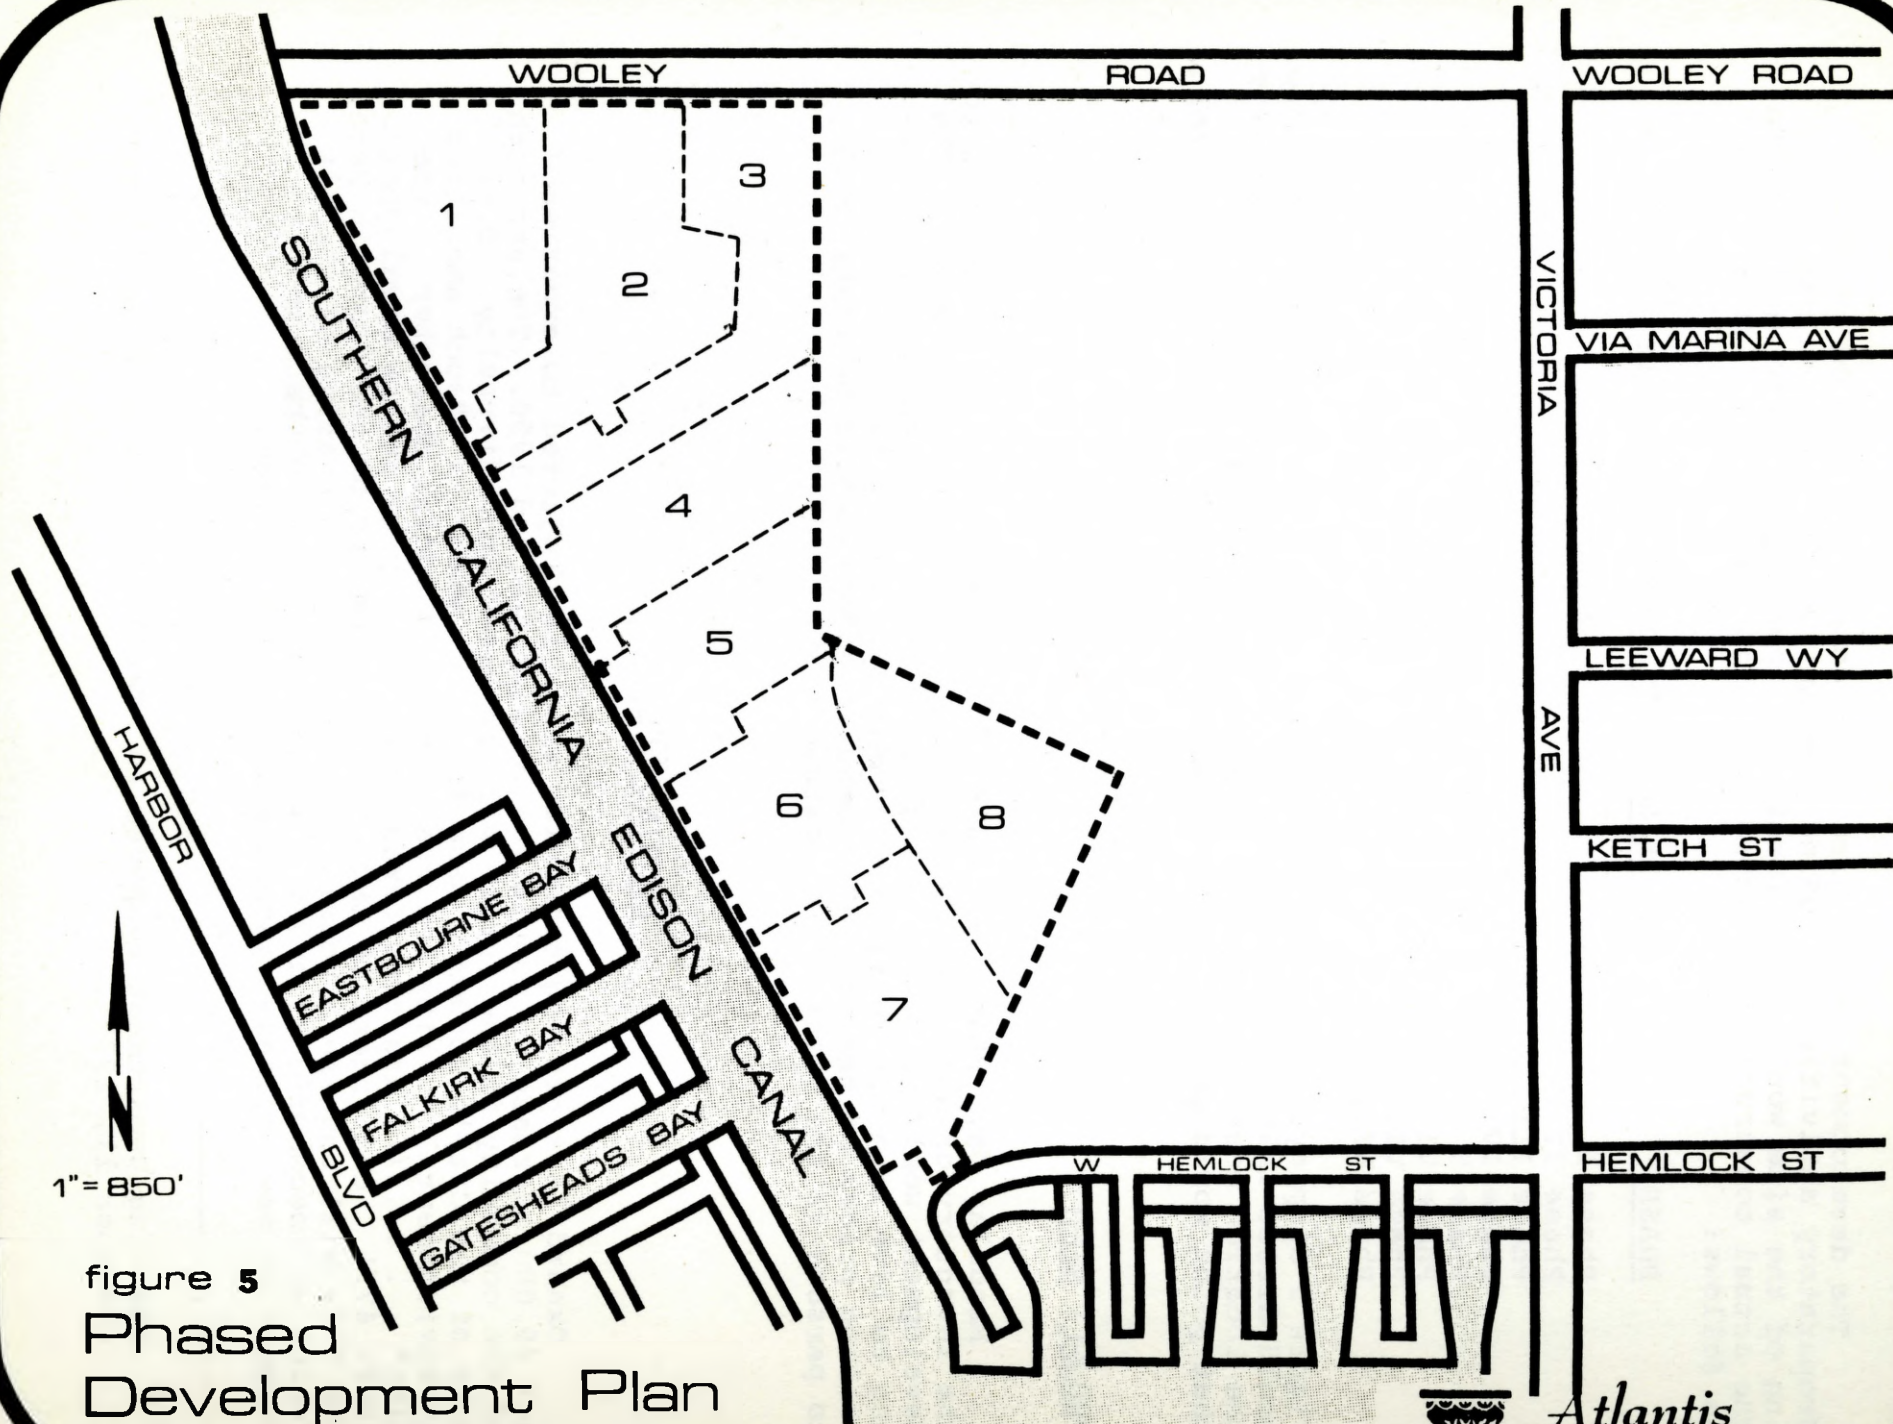 WOOLEY ROAD
WOOLEY ROAD
1
2
3
4
5
6
7
8
SOUTHERN CALIFORNIA EDISON CANAL
VICTORIA AVE
VIA MARINA AVE
LEEWARD WY
KETCH ST
HEMLOCK ST
W HEMLOCK ST
HARBOR BLVD
EASTBOURNE BAY
FALKIRK BAY
GATESHEADS BAY
N
1"= 850'
figure 5
Phased
Development Plan
Atlantis